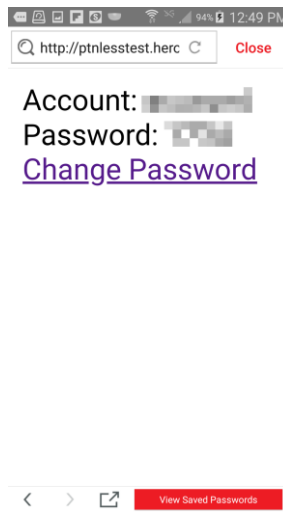 94% 12:49 PM
http://ptnlesstest.herc Close
Account:
Password:
Change Password
View Saved Passwords